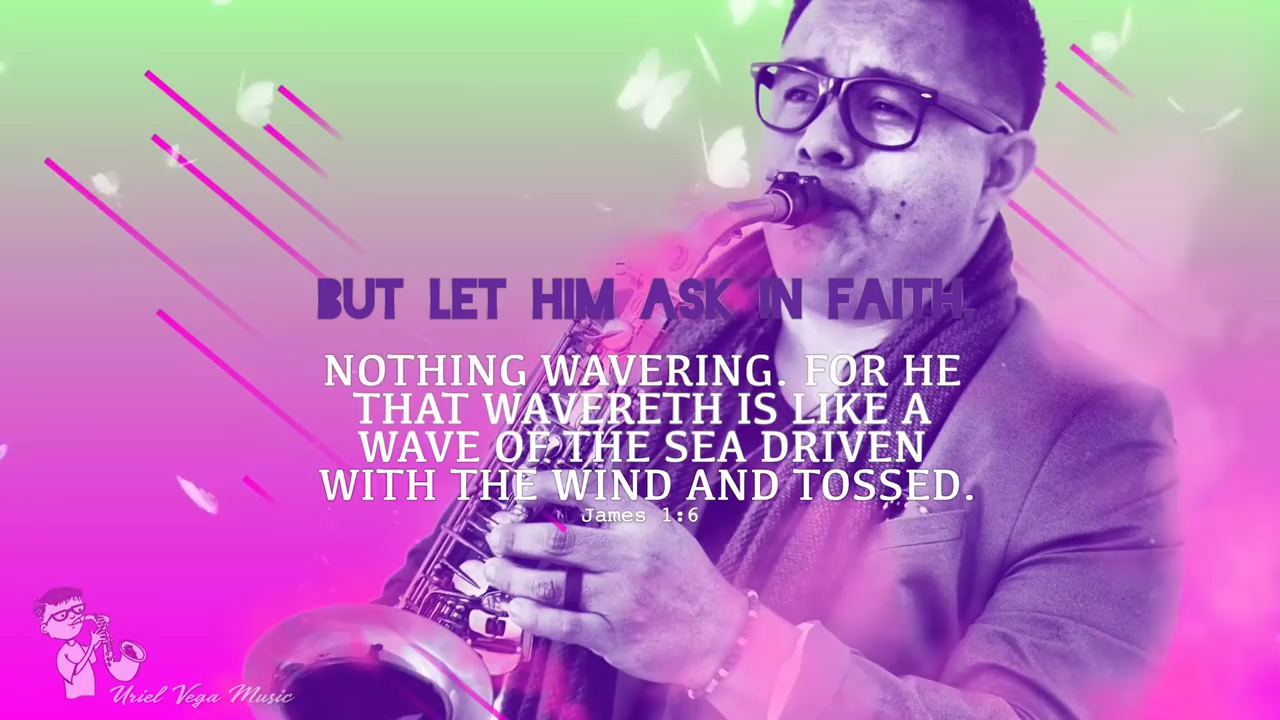 BUT LET HIM ASK IN FAITH,
NOTHING WAVERING. FOR HE
THAT WAVERETH IS LIKE A
WAVE OF THE SEA DRIVEN
WITH THE WIND AND TOSSED.
James 1:6
Uriel Vega Music